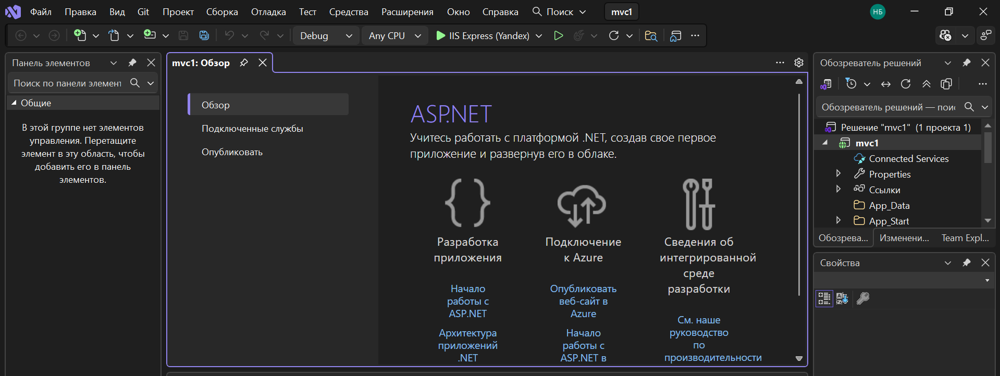 Файл Правка Вид Git Проект Сборка Отладка Тест Средства Расширения Окно Справка Поиск mvc1 НБ
Debug Any CPU IIS Express (Yandex)
Панель элементов
Поиск по панели элемент
Общие
В этой группе нет элементов
управления. Перетащите
элемент в эту область, чтобы
добавить его в панель
элементов.
mvc1: Обзор
Обзор
Подключенные службы
Опубликовать
ASP.NET
Учитесь работать с платформой .NET, создав свое первое
приложение и развернув его в облаке.
Разработка
приложения
Начало
работы с
ASP.NET
Архитектура
приложений
.NET
Подключение
к Azure
Опубликовать
веб-сайт в
Azure
Начало
работы с
ASP.NET в
Сведения об
интегрированной
среде
разработки
См. наше
руководство
по
производительности
Обозреватель решений
Обозреватель решений — поис
Решение "mvc1" (1 проекта 1)
mvc1
Connected Services
Properties
Ссылки
App_Data
App_Start
Обозрева... Изменени... Team Expl...
Свойства